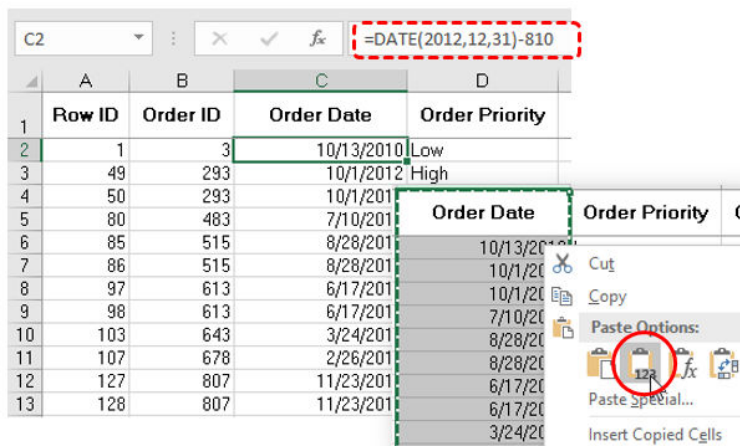 C2 fx =DATE(2012,12,31)-810
A B C D
1 Row ID Order ID Order Date Order Priority
2 1 3 10/13/2010 Low
3 49 293 10/1/2012 High
4 50 293 10/1/201
5 80 483 7/10/201
6 85 515 8/28/201
7 86 515 8/28/201
8 97 613 6/17/201
9 98 613 6/17/201
10 103 643 3/24/201
11 107 678 2/26/201
12 127 807 11/23/201
13 128 807 11/23/201
Order Date Order Priority
10/13/2010
10/1/20
10/1/20
7/10/20
8/28/20
8/28/20
6/17/20
6/17/20
3/24/20
Cut
Copy
Paste Options:
123 fx
Paste Special...
Insert Copied Cells